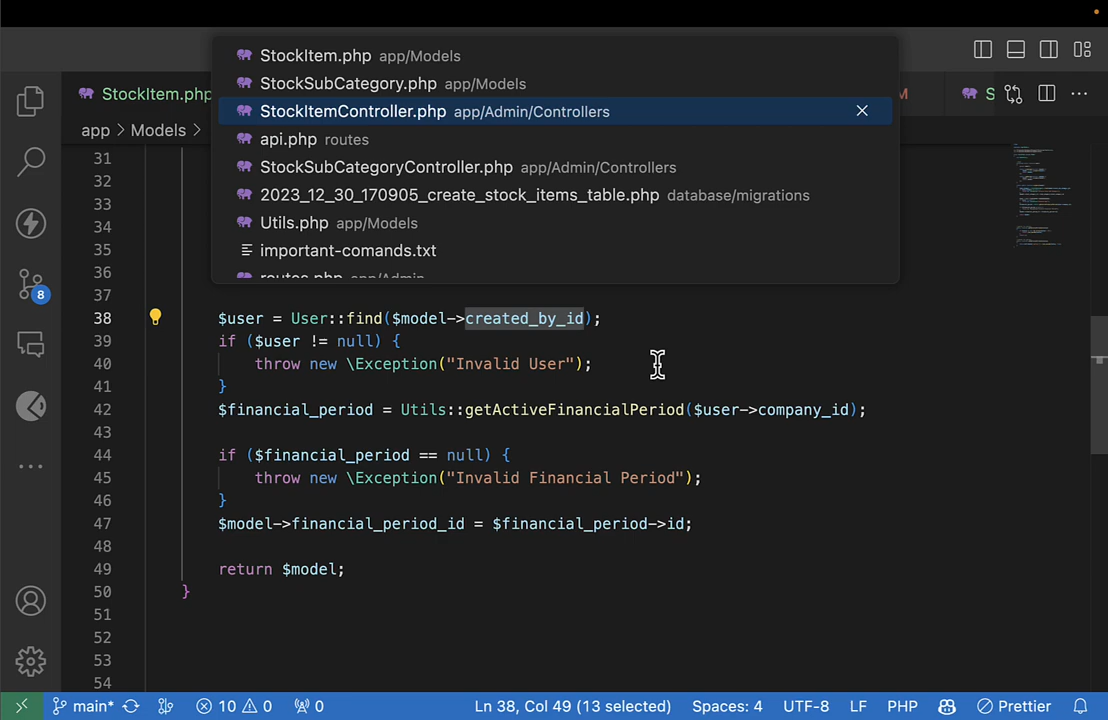 StockItem.php app/Models
StockSubCategory.php app/Models
StockItemController.php app/Admin/Controllers
api.php routes
StockSubCategoryController.php app/Admin/Controllers
2023_12_30_170905_create_stock_items_table.php database/migrations
Utils.php app/Models
important-comands.txt
routes.php app/Admin
StockItem.php
M
S
app > Models >
8
31
32
33
34
35
36
37
38 $user = User::find($model->created_by_id);
39 if ($user != null) {
40 throw new \Exception("Invalid User");
41 }
42 $financial_period = Utils::getActiveFinancialPeriod($user->company_id);
43
44 if ($financial_period == null) {
45 throw new \Exception("Invalid Financial Period");
46 }
47 $model->financial_period_id = $financial_period->id;
48
49 return $model;
50 }
51
52
53
54
main* 10 0 0 Ln 38, Col 49 (13 selected) Spaces: 4 UTF-8 LF PHP Prettier